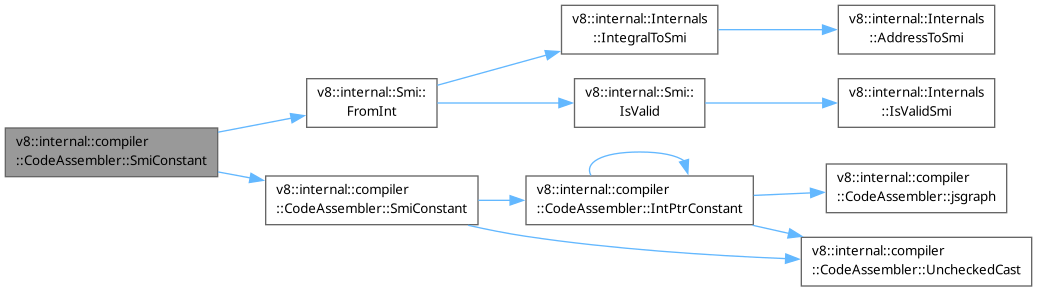 v8::internal::compiler
::CodeAssembler::SmiConstant
v8::internal::Smi::
FromInt
v8::internal::compiler
::CodeAssembler::SmiConstant
v8::internal::Internals
::IntegralToSmi
v8::internal::Smi::
IsValid
v8::internal::compiler
::CodeAssembler::IntPtrConstant
v8::internal::Internals
::AddressToSmi
v8::internal::Internals
::IsValidSmi
v8::internal::compiler
::CodeAssembler::jsgraph
v8::internal::compiler
::CodeAssembler::UncheckedCast